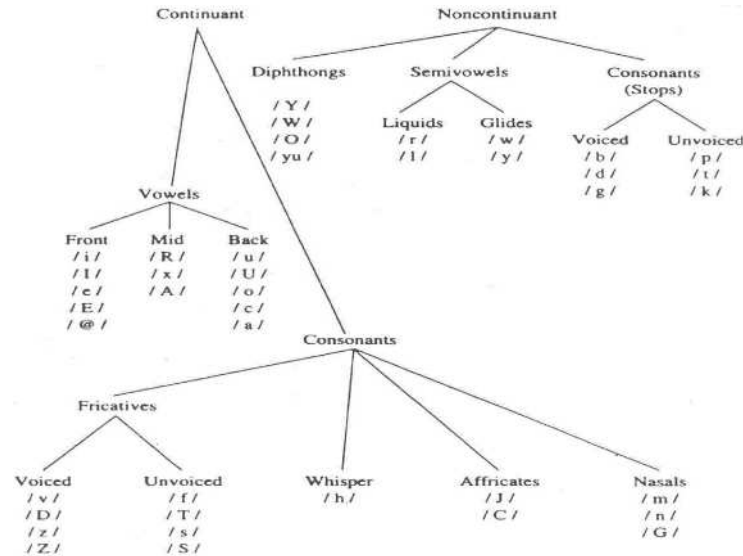 Continuant Noncontinuant
Diphthongs Semivowels Consonants
(Stops)
/ Y /
/ W / Liquids Glides Voiced Unvoiced
/ O / / r / / w / / b / / p /
/ yu / / l / / y / / d / / t /
/ g / / k /
Vowels
Front Mid Back
/ i / / R / / u /
/ I / / x / / U /
/ e / / A / / o /
/ E / / c /
/ @ / / a /
Consonants
Fricatives
Voiced Unvoiced Whisper Affricates Nasals
/ v / / f / / h / / J / / m /
/ D / / T / / C / / n /
/ z / / s / / G /
/ Z / / S /